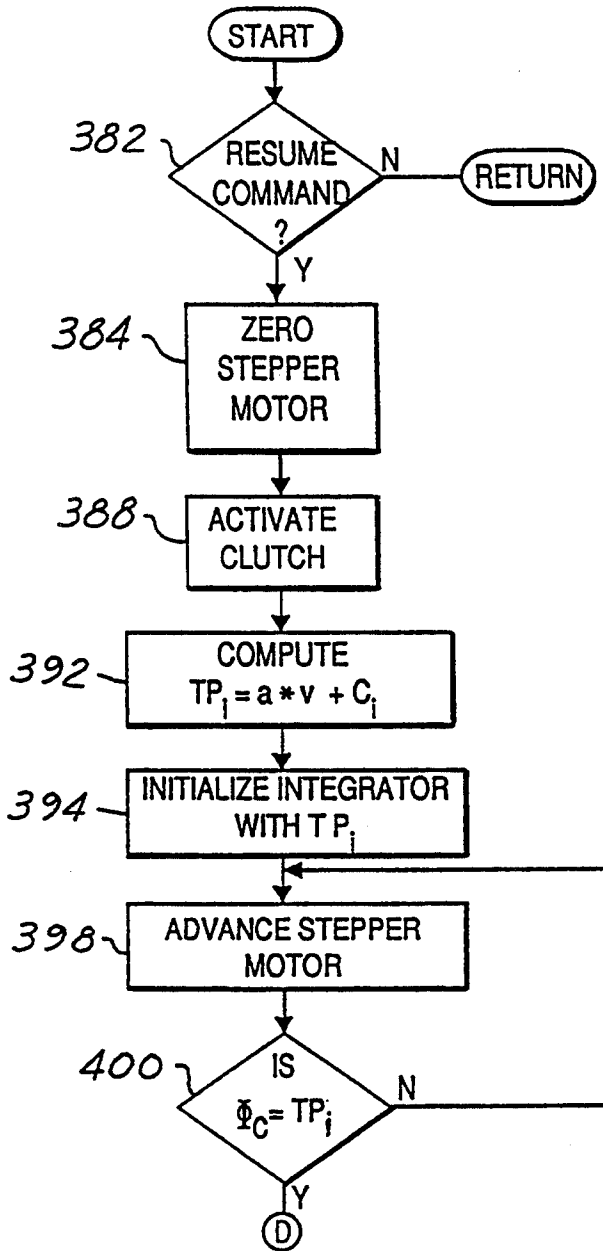 START
382
RESUME
COMMAND
?
N
RETURN
Y
384
ZERO
STEPPER
MOTOR
388
ACTIVATE
CLUTCH
392
COMPUTE
TPi = a * v + Ci
394
INITIALIZE INTEGRATOR
WITH T Pi
398
ADVANCE STEPPER
MOTOR
400
IS
ΦC = TPi
N
Y
D